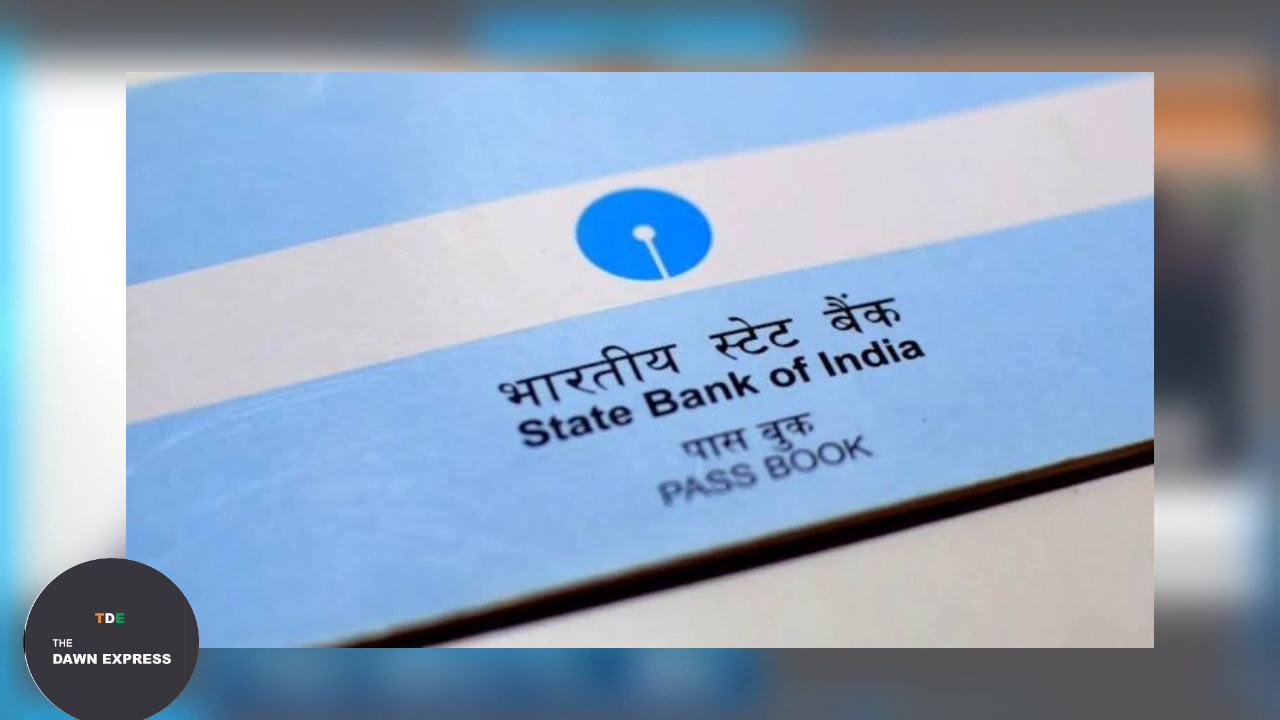 भारतीय स्टेट बैंक
State Bank of India
पास बुक
PASS BOOK
TDE
THE
DAWN EXPRESS